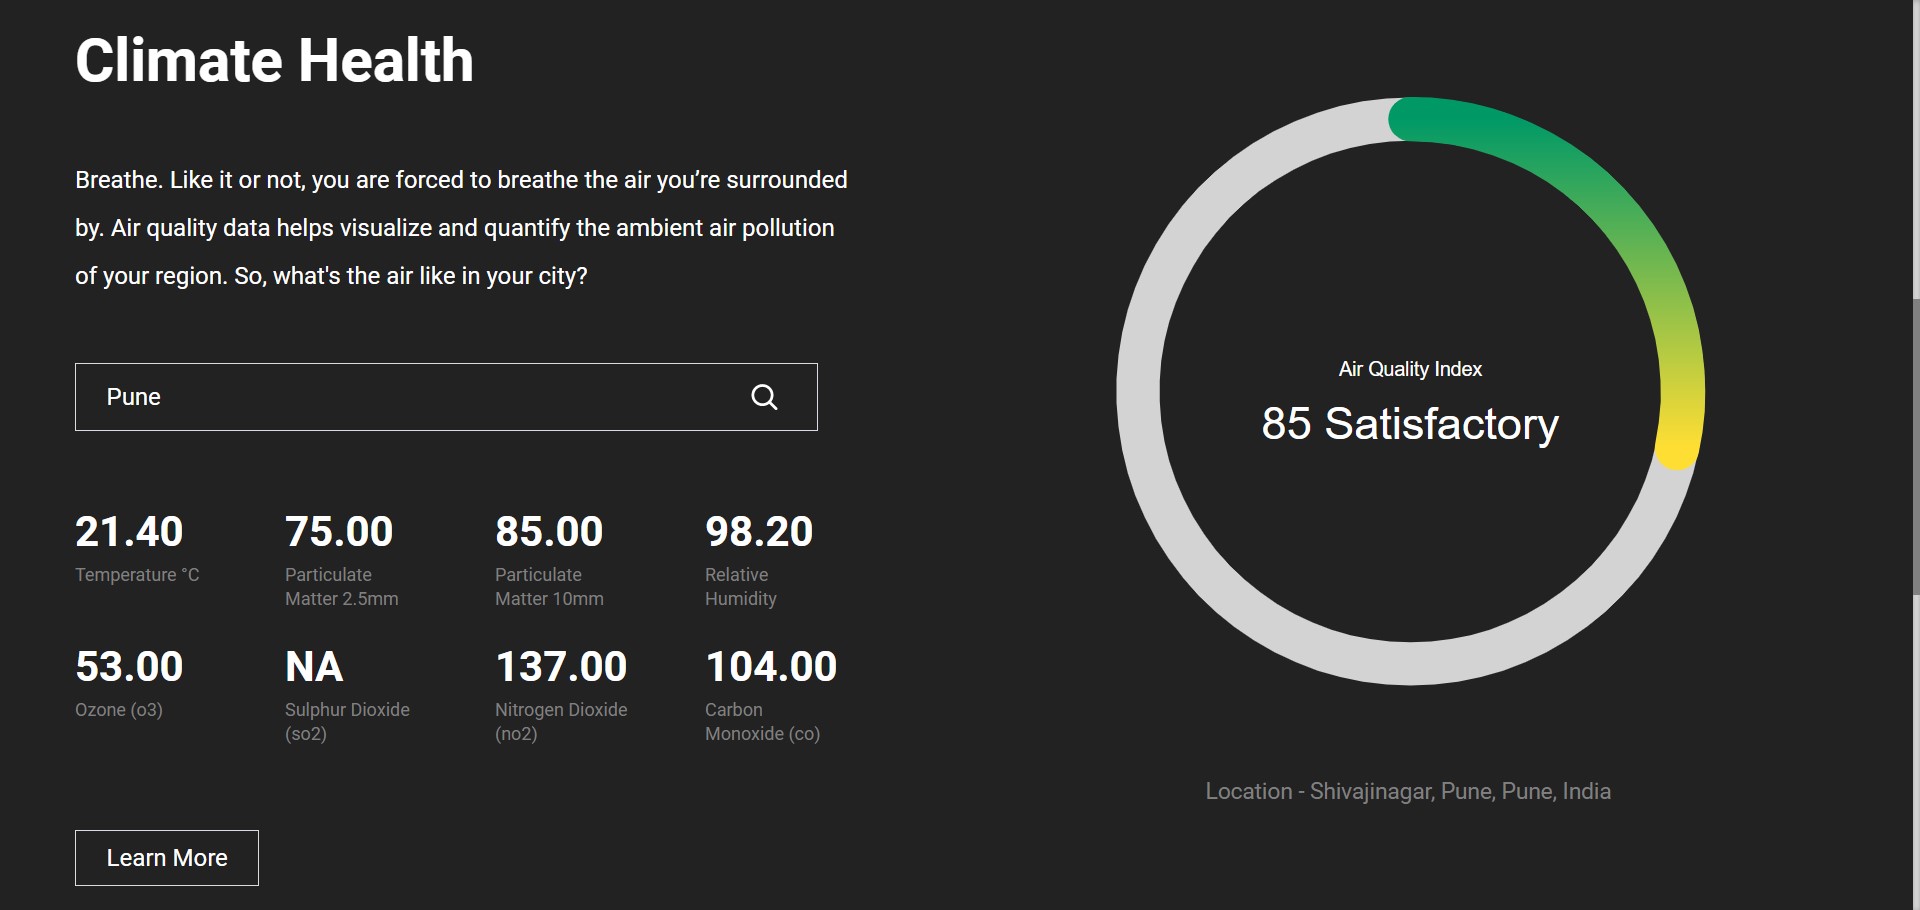 Climate Health
Breathe. Like it or not, you are forced to breathe the air you’re surrounded
by. Air quality data helps visualize and quantify the ambient air pollution
of your region. So, what's the air like in your city?
Pune
21.40
Temperature °C
75.00
Particulate
Matter 2.5mm
85.00
Particulate
Matter 10mm
98.20
Relative
Humidity
53.00
Ozone (o3)
NA
Sulphur Dioxide
(so2)
137.00
Nitrogen Dioxide
(no2)
104.00
Carbon
Monoxide (co)
Learn More
Air Quality Index
85 Satisfactory
Location - Shivajinagar, Pune, Pune, India